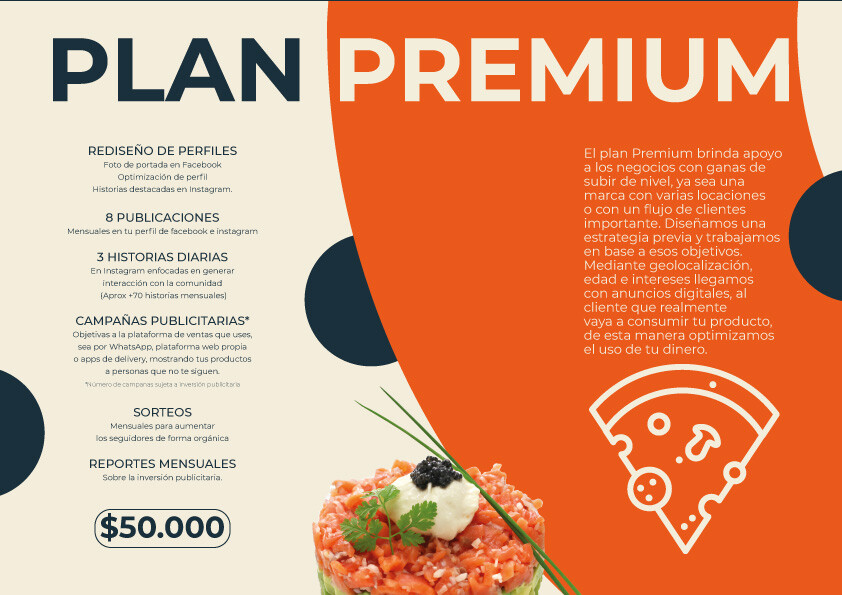 PLAN PREMIUM
REDISEÑO DE PERFILES
Foto de portada en Facebook
Optimización de perfil
Historias destacadas en Instagram.
8 PUBLICACIONES
Mensuales en tu perfil de facebook e instagram
3 HISTORIAS DIARIAS
En Instagram enfocadas en generar
interacción con la comunidad
(Aprox +70 historias mensuales)
CAMPAÑAS PUBLICITARIAS*
Objetivas a la plataforma de ventas que uses,
sea por WhatsApp, plataforma web propia
o apps de delivery, mostrando tus productos
a personas que no te siguen.
*Número de campanas sujeta a Inversión publicitaria
SORTEOS
Mensuales para aumentar
los seguidores de forma orgánica
REPORTES MENSUALES
Sobre la inversión publicitaria.
$50.000
El plan Premium brinda apoyo
a los negocios con ganas de
subir de nivel, ya sea una
marca con varias locaciones
o con un flujo de clientes
importante. Diseñamos una
estrategia previa y trabajamos
en base a esos objetivos.
Mediante geolocalización,
edad e intereses llegamos
con anuncios digitales, al
cliente que realmente
vaya a consumir tu producto,
de esta manera optimizamos
el uso de tu dinero.